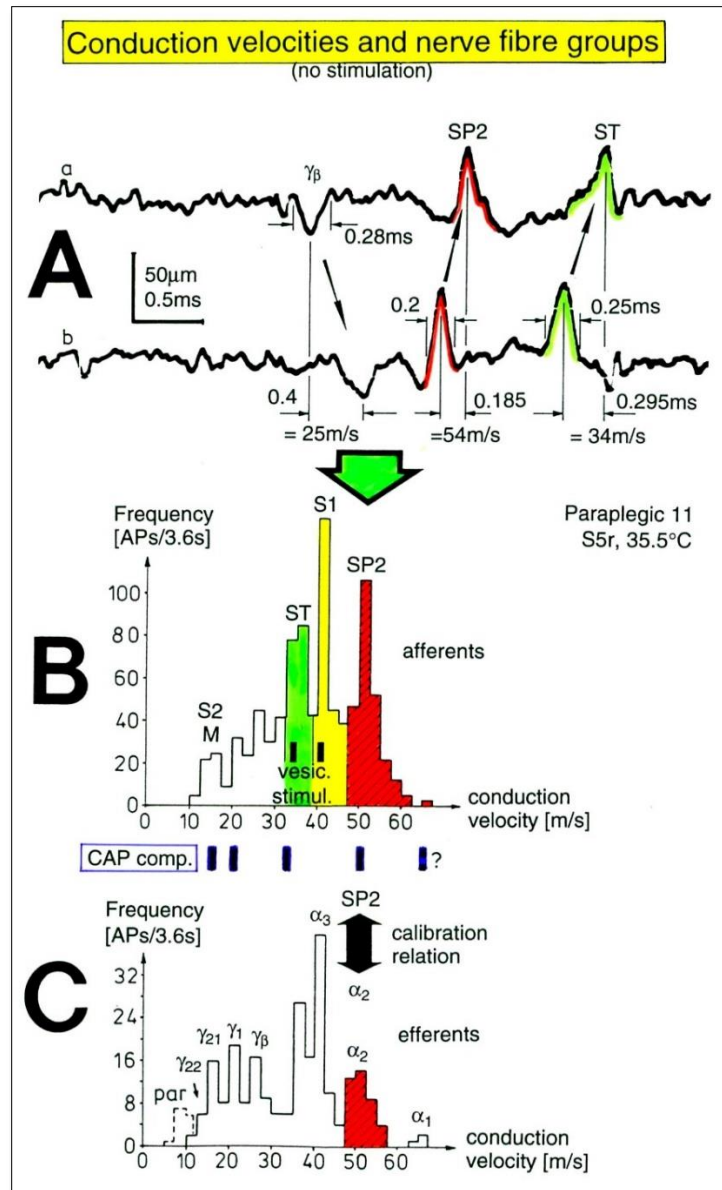 Conduction velocities and nerve fibre groups
(no stimulation)
SP2 ST
a γβ
0.28ms
A
50µm
0.5ms
0.2 0.25ms
b
0.4 0.185 0.295ms
= 25m/s =54m/s = 34m/s
Frequency
[APs/3.6s]
S1
Paraplegic 11
S5r, 35.5°C
SP2
100
ST
80
B
afferents
60
S2
M
40
20
vesic.
stimul.
0
conduction
velocity [m/s]
0 10 20 30 40 50 60
CAP comp. ?
Frequency
[APs/3.6s]
SP2
α3
calibration
relation
32
C
α2
24
efferents
γ21 γ1 γβ α2
16
γ22
par
8
α1
0
conduction
velocity [m/s]
0 10 20 30 40 50 60